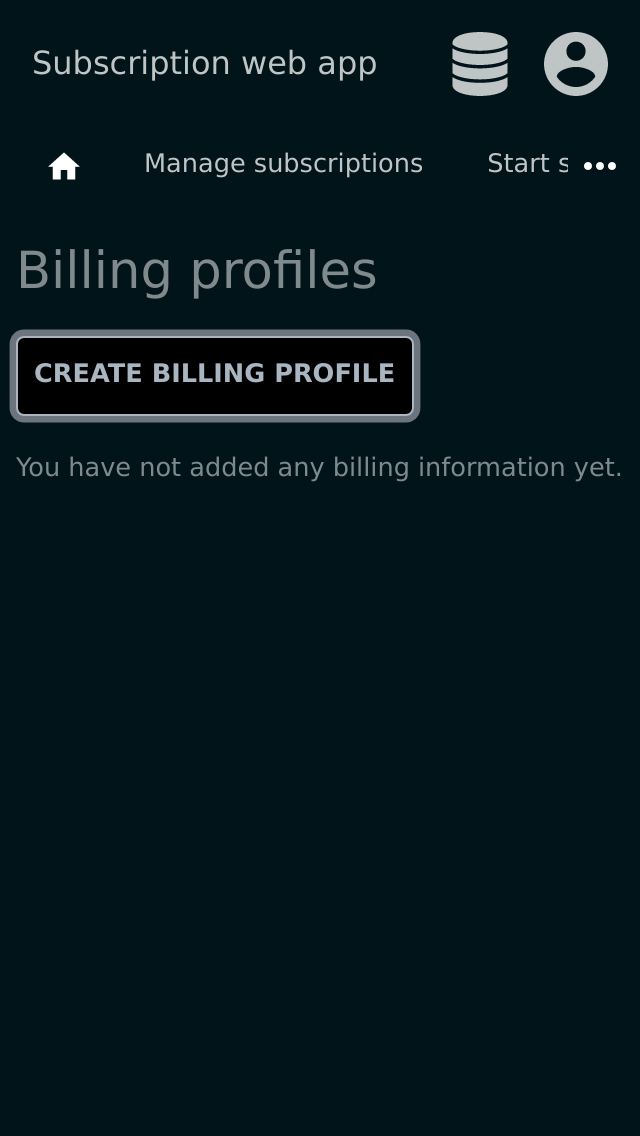 Subscription web app
Manage subscriptions
Start s
Billing profiles
CREATE BILLING PROFILE
You have not added any billing information yet.